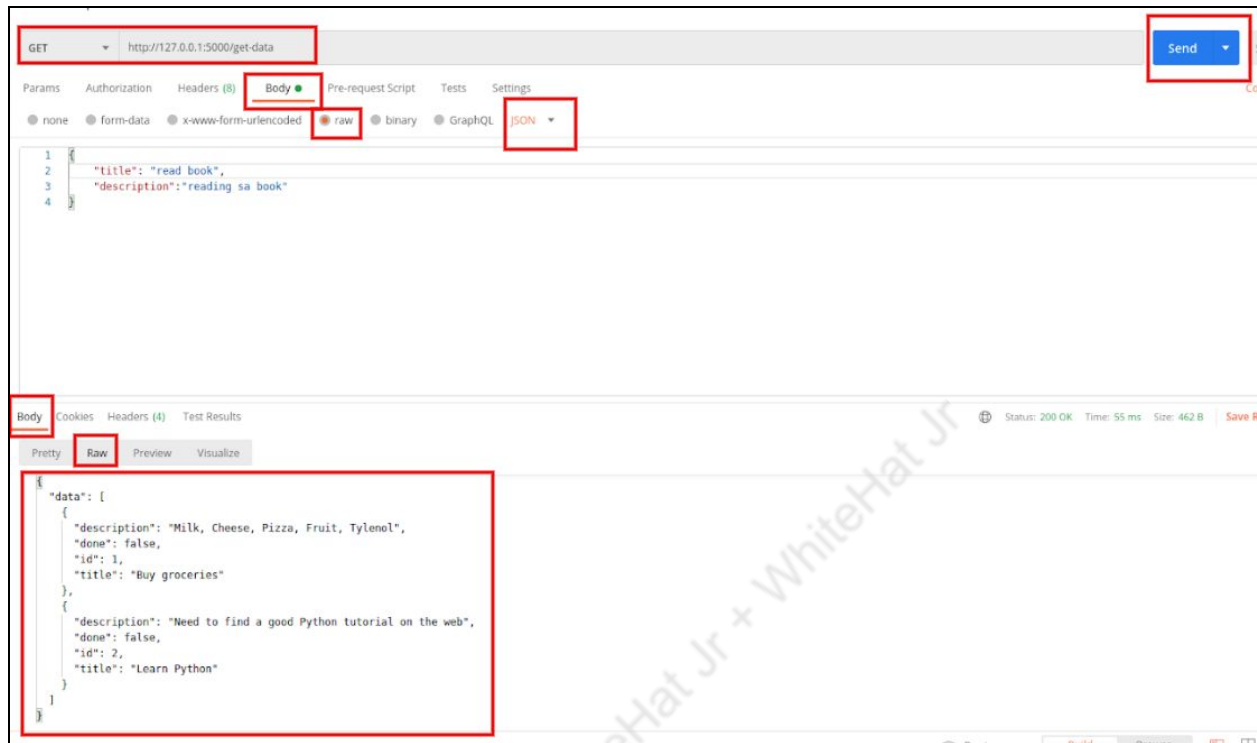 GET http://127.0.0.1:5000/get-data Send
Params Authorization Headers (8) Body Pre-request Script Tests Settings
none form-data x-www-form-urlencoded raw binary GraphQL JSON
1 {
2 "title": "read book",
3 "description":"reading sa book"
4 }
Body Cookies Headers (4) Test Results Status: 200 OK Time: 55 ms Size: 462 B Save R
Pretty Raw Preview Visualize
{
"data": [
{
"description": "Milk, Cheese, Pizza, Fruit, Tylenol",
"done": false,
"id": 1,
"title": "Buy groceries"
},
{
"description": "Need to find a good Python tutorial on the web",
"done": false,
"id": 2,
"title": "Learn Python"
}
]
}
eHat Jr + WhiteHat Jr